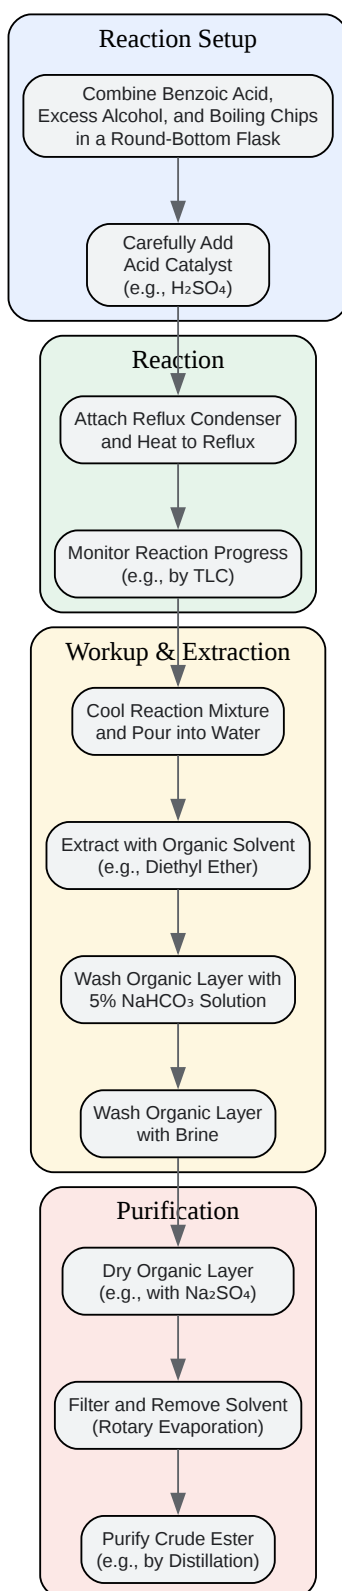 Reaction Setup
Combine Benzoic Acid,
Excess Alcohol, and Boiling Chips
in a Round-Bottom Flask
Carefully Add
Acid Catalyst
(e.g., H₂SO₄)
Reaction
Attach Reflux Condenser
and Heat to Reflux
Monitor Reaction Progress
(e.g., by TLC)
Workup & Extraction
Cool Reaction Mixture
and Pour into Water
Extract with Organic Solvent
(e.g., Diethyl Ether)
Wash Organic Layer with
5% NaHCO₃ Solution
Wash Organic Layer
with Brine
Purification
Dry Organic Layer
(e.g., with Na₂SO₄)
Filter and Remove Solvent
(Rotary Evaporation)
Purify Crude Ester
(e.g., by Distillation)